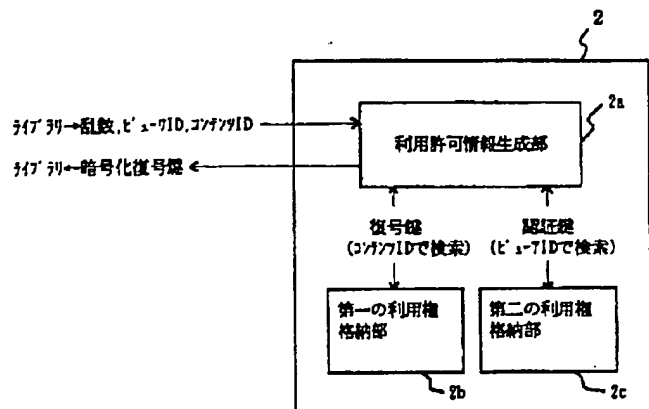 2
2a
ライブラリ→乱数,ビューワID,コンテンツID
利用許可情報生成部
ライブラリ←暗号化復号鍵
復号鍵
(コンテンツIDで検索)
認証鍵
(ビューアIDで検索)
第一の利用権
格納部
第二の利用権
格納部
2b
2c